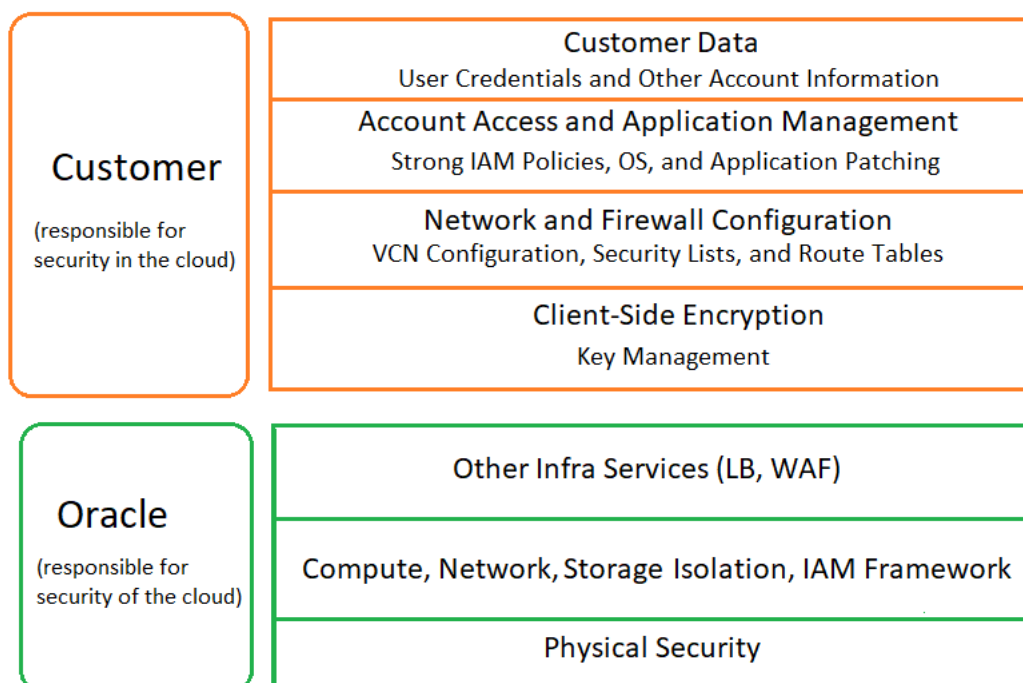 Customer
(responsible for
security in the cloud)
Customer Data
User Credentials and Other Account Information
Account Access and Application Management
Strong IAM Policies, OS, and Application Patching
Network and Firewall Configuration
VCN Configuration, Security Lists, and Route Tables
Client-Side Encryption
Key Management
Oracle
(responsible for
security of the cloud)
Other Infra Services (LB, WAF)
Compute, Network, Storage Isolation, IAM Framework
Physical Security